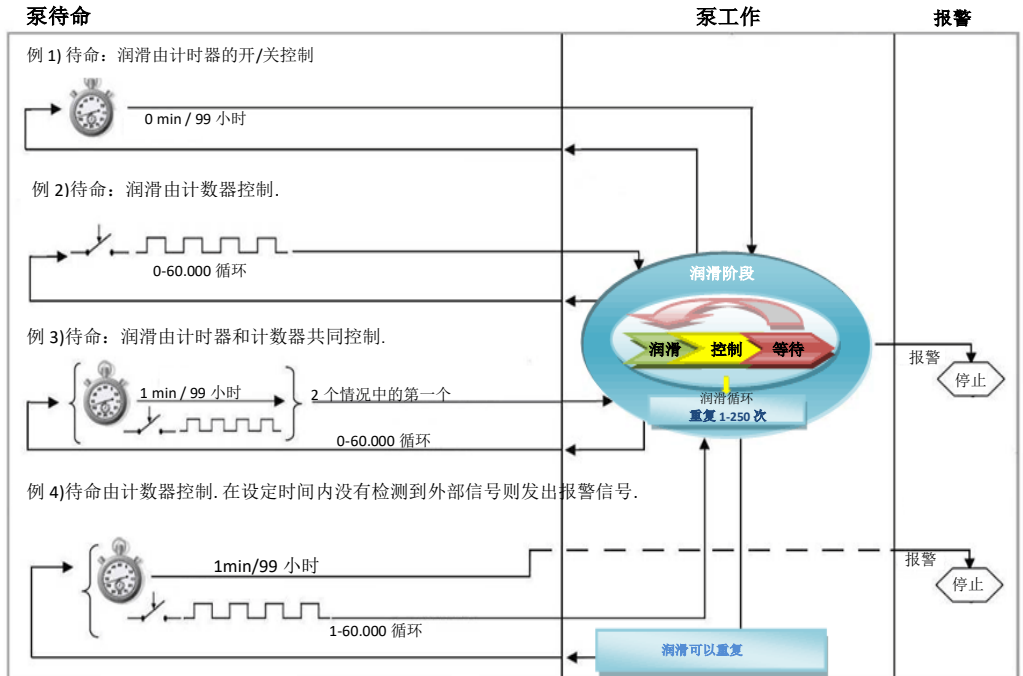 泵待命
泵工作
报警
例 1) 待命：润滑由计时器的开/关控制
0 min / 99 小时
例 2)待命：润滑由计数器控制.
0-60.000 循环
润滑阶段
例 3)待命：润滑由计时器和计数器共同控制.
润滑
控制
等待
报警
停止
1 min / 99 小时
2 个情况中的第一个
润滑循环
重复 1-250 次
0-60.000 循环
例 4)待命由计数器控制. 在设定时间内没有检测到外部信号则发出报警信号.
1min/99 小时
报警
停止
1-60.000 循环
润滑可以重复